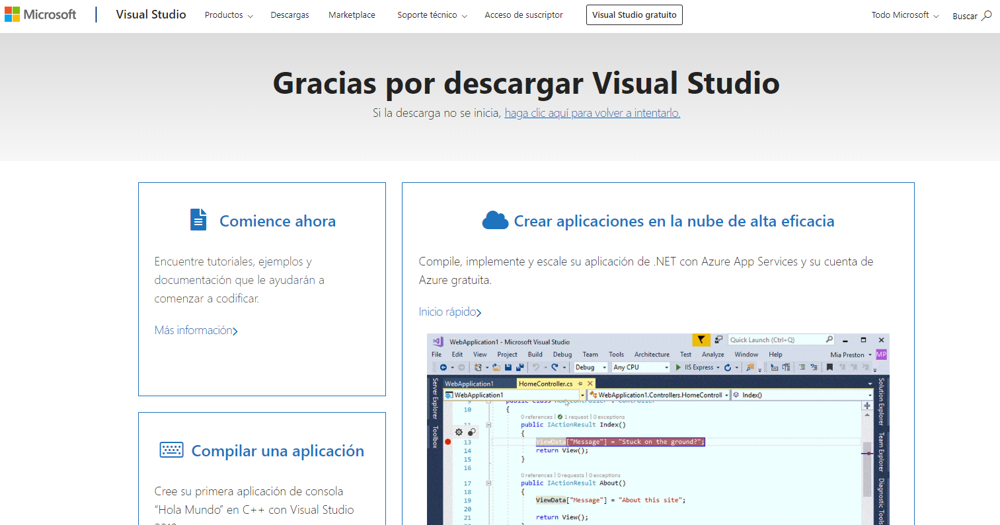 Microsoft
Visual Studio
Productos
Descargas
Marketplace
Soporte técnico
Acceso de suscriptor
Visual Studio gratuito
Todo Microsoft
Buscar
Gracias por descargar Visual Studio
Si la descarga no se inicia, haga clic aquí para volver a intentarlo.
Comience ahora
Encuentre tutoriales, ejemplos y
documentación que le ayudarán a
comenzar a codificar.
Más información
Compilar una aplicación
Cree su primera aplicación de consola
“Hola Mundo” en C++ con Visual Studio
Crear aplicaciones en la nube de alta eficacia
Compile, implemente y escale su aplicación de .NET con Azure App Services y su cuenta de
Azure gratuita.
Inicio rápido
WebApplication1 - Microsoft Visual Studio
Quick Launch (Ctrl+Q)
File Edit View Project Build Debug Team Tools Architecture Test Analyze Window Help
Mia Preston MP
Debug Any CPU IIS Express
Server Explorer
Toolbox
WebApplication1 HomeController.cs
WebApplication1 WebApplication1.Controllers.HomeControll Index()
9 public class HomeController : Controller
10 {
0 references | 1 request | 0 exceptions
11 public IActionResult Index()
{
13 ViewData["Message"] = "Stuck on the ground?";
14 return View();
15 }
16
0 references | 0 requests | 0 exceptions
17 public IActionResult About()
18 {
19 ViewData["Message"] = "About this site";
20
21 return View();
Solution Explorer
Team Explorer
Diagnostic Tools